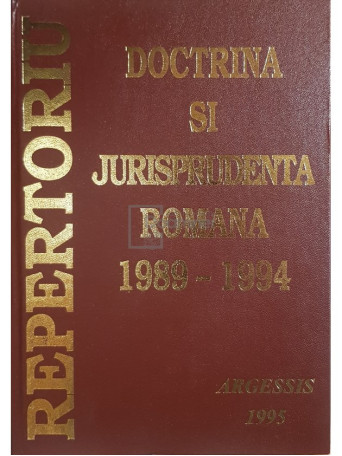 REPERTORIU
DOCTRINA
SI
JURISPRUDENTA
ROMANA
1989 - 1994
ARGESSIS
1995